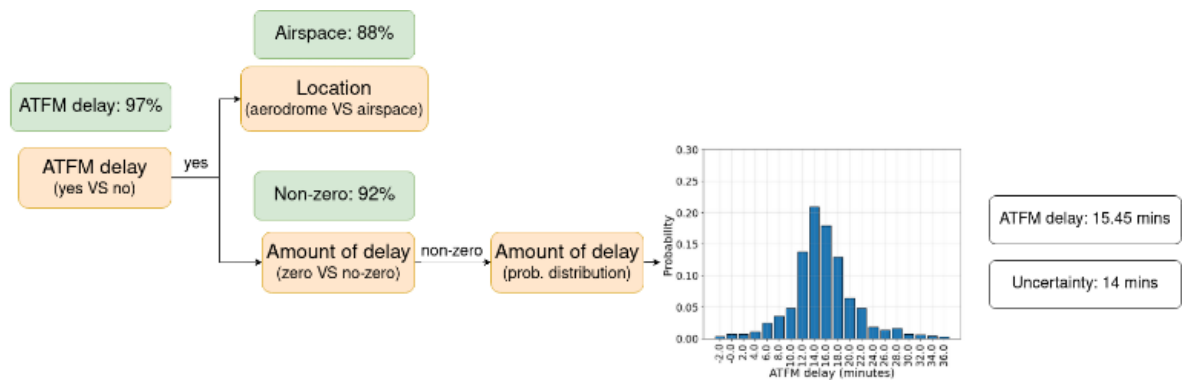 Airspace: 88%
Location
(aerodrome VS airspace)
ATFM delay: 97%
ATFM delay
(yes VS no)
yes
Non-zero: 92%
Amount of delay
(zero VS no-zero)
non-zero
Amount of delay
(prob. distribution)
0.30
0.25
0.20
0.15
0.10
0.05
0.00
Probability
-2.0
-0.0
2.0
4.0
6.0
8.0
10.0
12.0
14.0
16.0
18.0
20.0
22.0
24.0
26.0
28.0
30.0
32.0
34.0
36.0
ATFM delay (minutes)
ATFM delay: 15.45 mins
Uncertainty: 14 mins